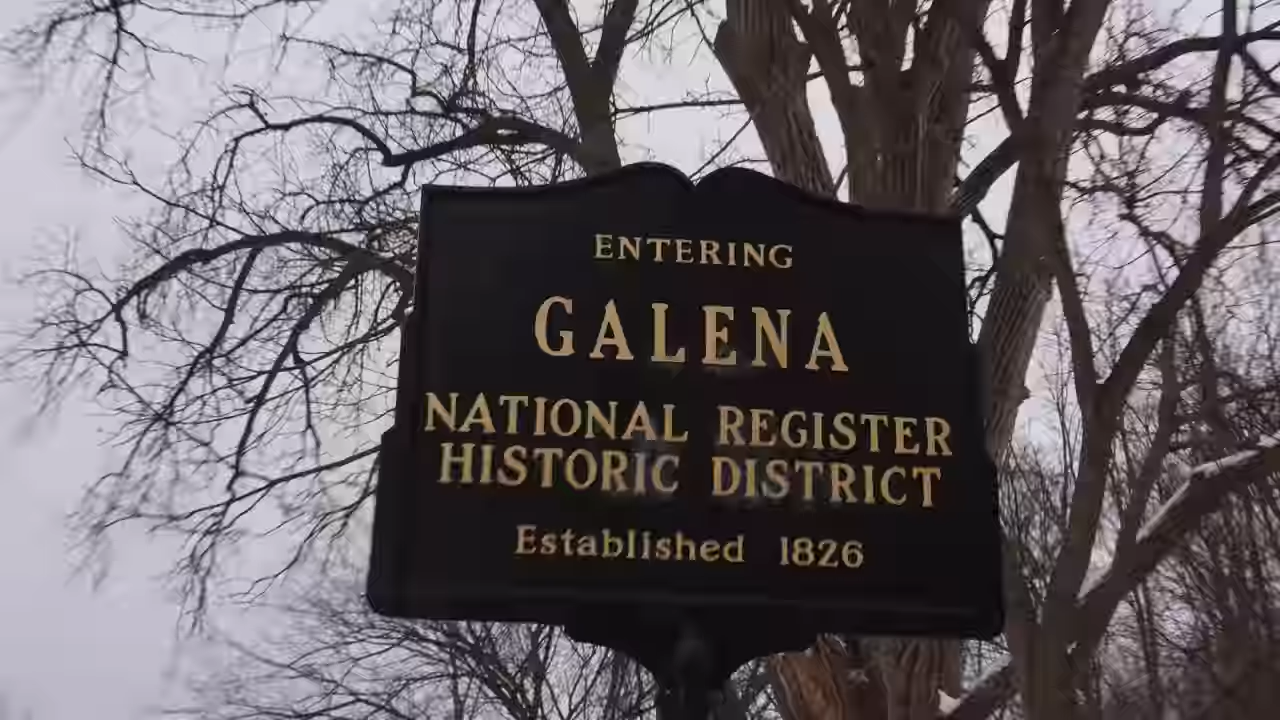 ENTERING
GALENA
NATIONAL REGISTER
HISTORIC DISTRICT
Established 1826